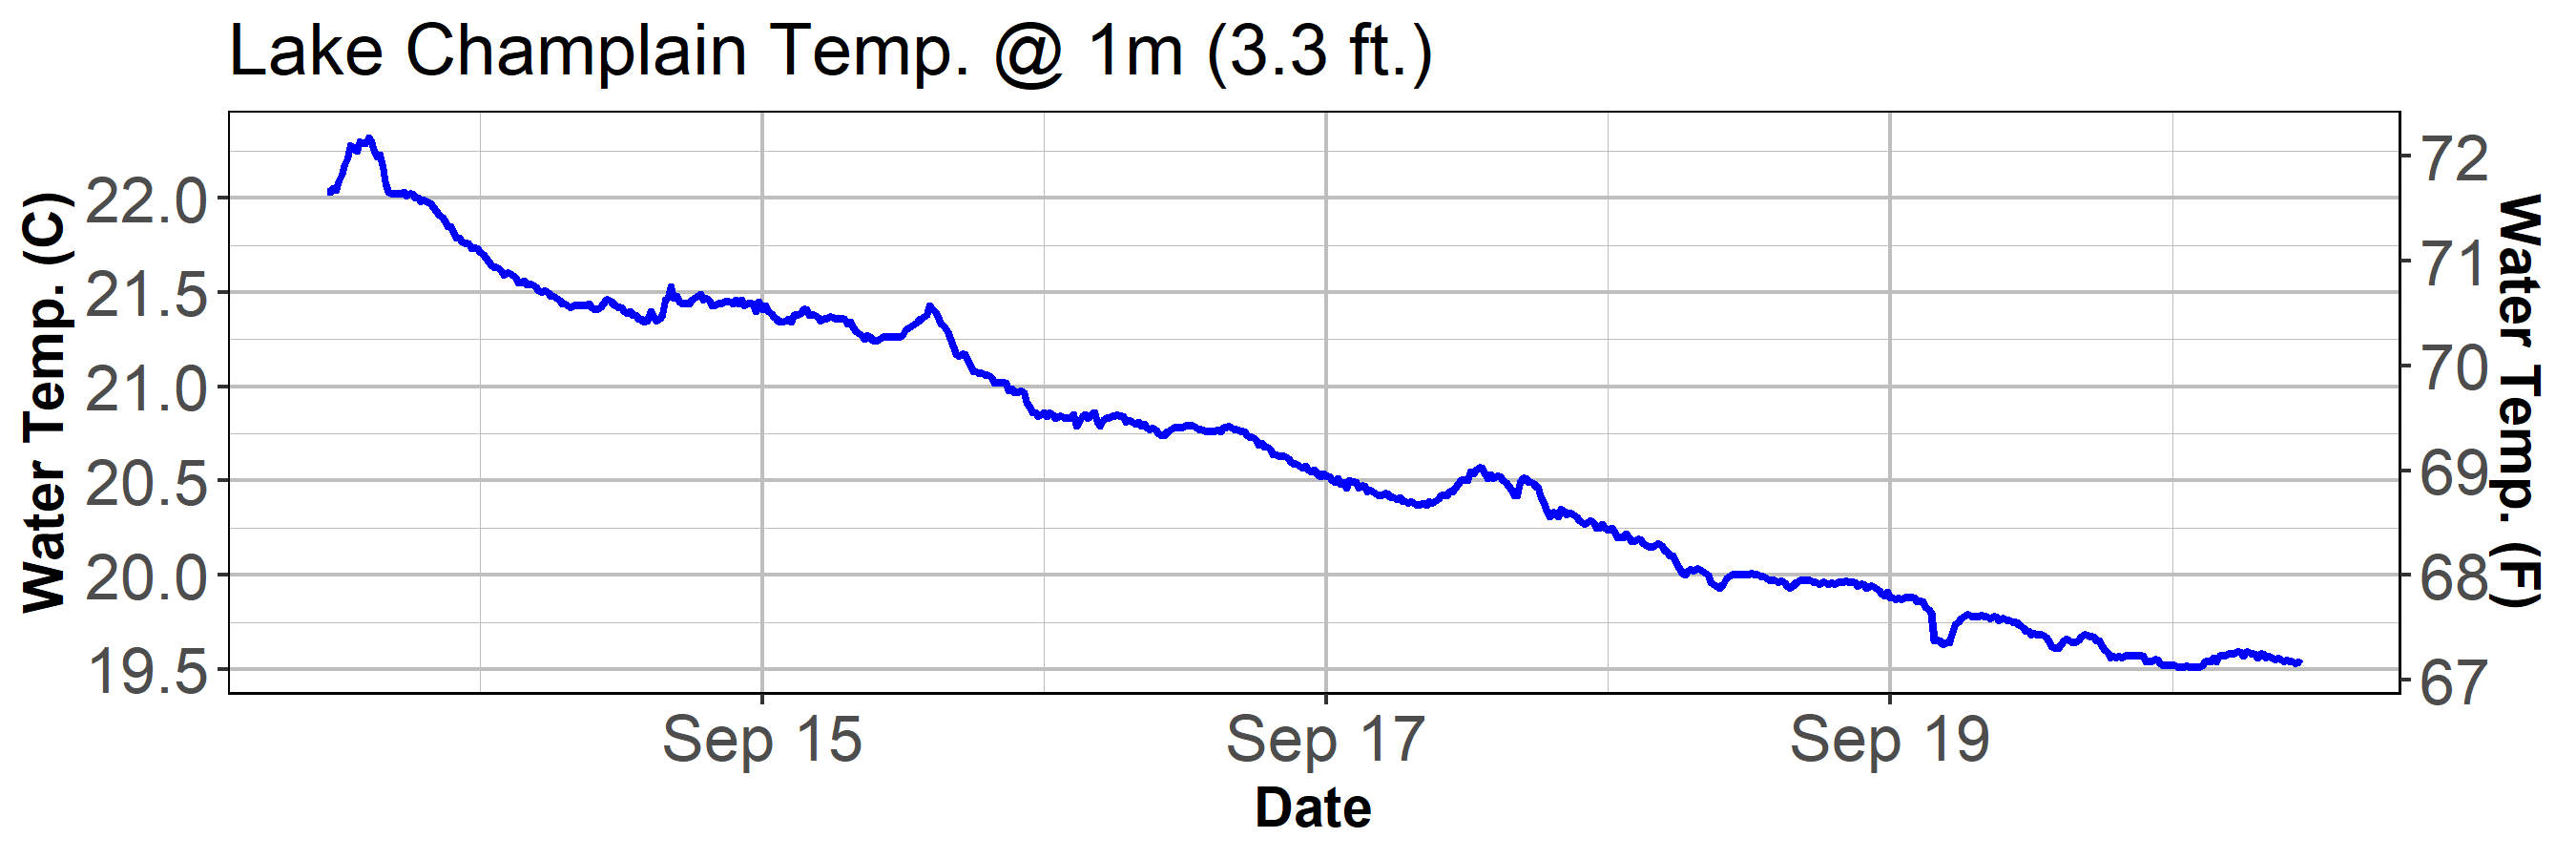 Lake Champlain Temp. @ 1m (3.3 ft.)
Water Temp. (C)
22.0
21.5
21.0
20.5
20.0
19.5
72
71
70
69
68
67
Water Temp. (F)
Sep 15
Sep 17
Sep 19
Date